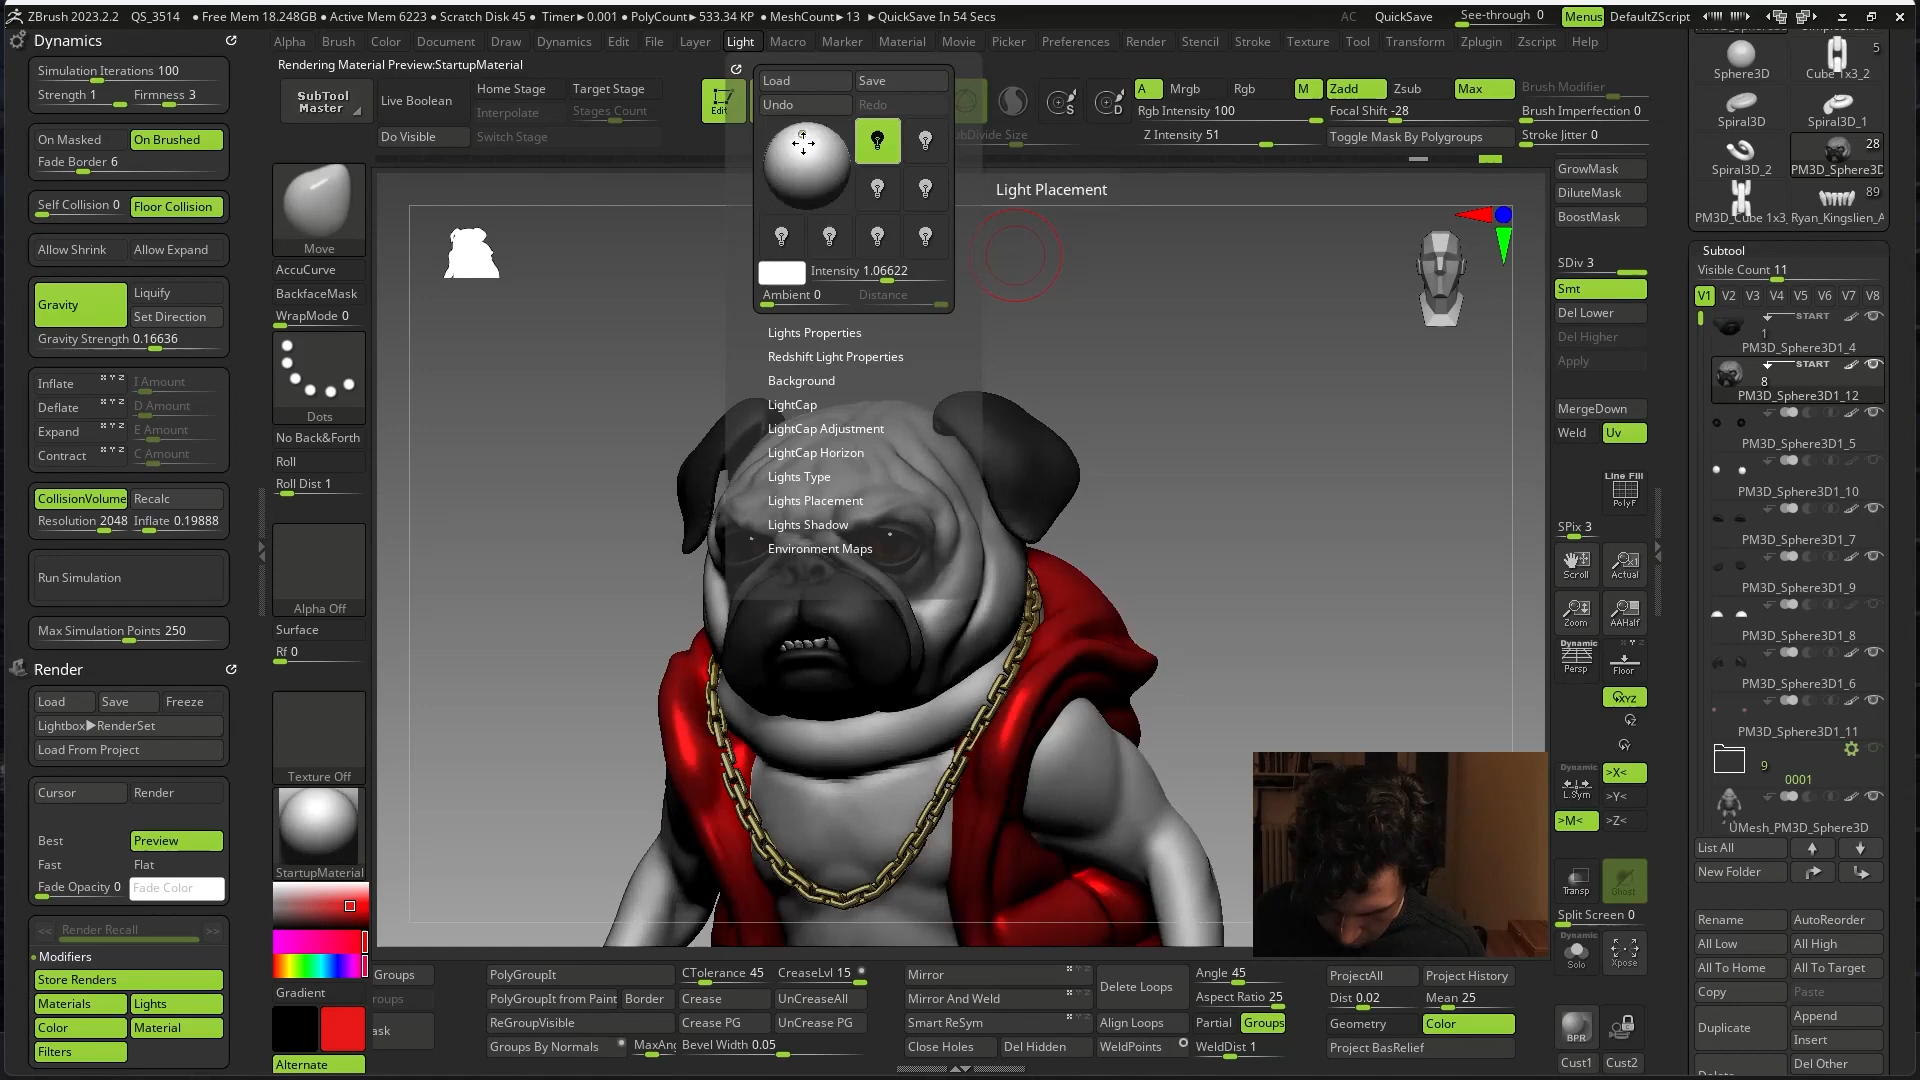 ZBrush 2023.2.2 QS_3514 ● Free Mem 18.248GB ● Active Mem 6223 ● Scratch Disk 45 ● Timer▶0.001 ● PolyCount▶533.34 KP ● MeshCount▶13 ▶QuickSave In 54 Secs AC QuickSave See-through 0 Menus DefaultZScript
Dynamics
Alpha Brush Color Document Draw Dynamics Edit File Layer Light Macro Marker Material Movie Picker Preferences Render Stencil Stroke Texture Tool Transform Zplugin Zscript Help
Rendering Material Preview:StartupMaterial
Simulation Iterations 100
Strength 1 Firmness 3
On Masked On Brushed
Fade Border 6
Self Collision 0 Floor Collision
Allow Shrink Allow Expand
Gravity Liquify
Set Direction
Gravity Strength 0.16636
Inflate X Y Z I Amount
Deflate X Y Z D Amount
Expand X Y Z E Amount
Contract X Y Z C Amount
CollisionVolume Recalc
Resolution 2048 Inflate 0.19888
Run Simulation
Max Simulation Points 250
Render
Load Save Freeze
Lightbox▶RenderSet
Load From Project
Cursor Render
Best Preview
Fast Flat
Fade Opacity 0 Fade Color
<< Render Recall >>
Modifiers
Store Renders
Materials Lights
Color Material
Filters
SubTool
Master
Live Boolean
Do Visible
Home Stage Target Stage
Interpolate Stages Count
Switch Stage
Edit
Load Save
Undo Redo
Intensity 1.06622
Ambient 0 Distance
Lights Properties
Redshift Light Properties
Background
LightCap
LightCap Adjustment
LightCap Horizon
Lights Type
Lights Placement
Lights Shadow
Environment Maps
Light Placement
SubDivide Size
S
D
A Mrgb Rgb M Zadd Zsub Max Brush Modifier
Rgb Intensity 100 Focal Shift -28 Brush Imperfection 0
Z Intensity 51 Toggle Mask By Polygroups Stroke Jitter 0
Move
AccuCurve
BackfaceMask
WrapMode 0
Dots
No Back&Forth
Roll
Roll Dist 1
Alpha Off
Surface
Rf 0
Texture Off
StartupMaterial
Gradient
Alternate
Groups
roups
ask
PolyGroupIt
PolyGroupIt from Paint Border
ReGroupVisible
Groups By Normals MaxAng
CTolerance 45 CreaseLvl 15
Crease UnCreaseAll
Crease PG UnCrease PG
Bevel Width 0.05
Mirror
Mirror And Weld
Smart ReSym
Close Holes Del Hidden
Delete Loops
Align Loops
WeldPoints
Angle 45
Aspect Ratio 25
Partial Groups
WeldDist 1
ProjectAll Project History
Dist 0.02 Mean 25
Geometry Color
Project BasRelief
GrowMask
DiluteMask
BoostMask
SDiv 3
Smt
Del Lower
Del Higher
Apply
MergeDown
Weld Uv
Line Fill
PolyF
SPix 3
Scroll Actual
Zoom AAHalf
Dynamic
Persp Floor
XYZ
Z
Y
Dynamic >X<
L.Sym >Y<
>M< >Z<
Transp Ghost
Split Screen 0
Dynamic
Solo Xpose
BPR
Cust1 Cust2
PM3D_Sphere3D
Sphere3D
5
Cube 1x3_2
Spiral3D Spiral3D_1
28
Spiral3D_2 PM3D_Sphere3D
89
PM3D_Cube 1x3_ Ryan_Kingslien_A
Subtool
Visible Count 11
V1 V2 V3 V4 V5 V6 V7 V8
START
1
PM3D_Sphere3D1_4
START
8
PM3D_Sphere3D1_12
PM3D_Sphere3D1_5
PM3D_Sphere3D1_10
PM3D_Sphere3D1_7
PM3D_Sphere3D1_9
PM3D_Sphere3D1_8
PM3D_Sphere3D1_6
PM3D_Sphere3D1_11
9
0001
UMesh_PM3D_Sphere3D
List All
New Folder
Rename AutoReorder
All Low All High
All To Home All To Target
Copy Paste
Duplicate Append
Insert
Del Other